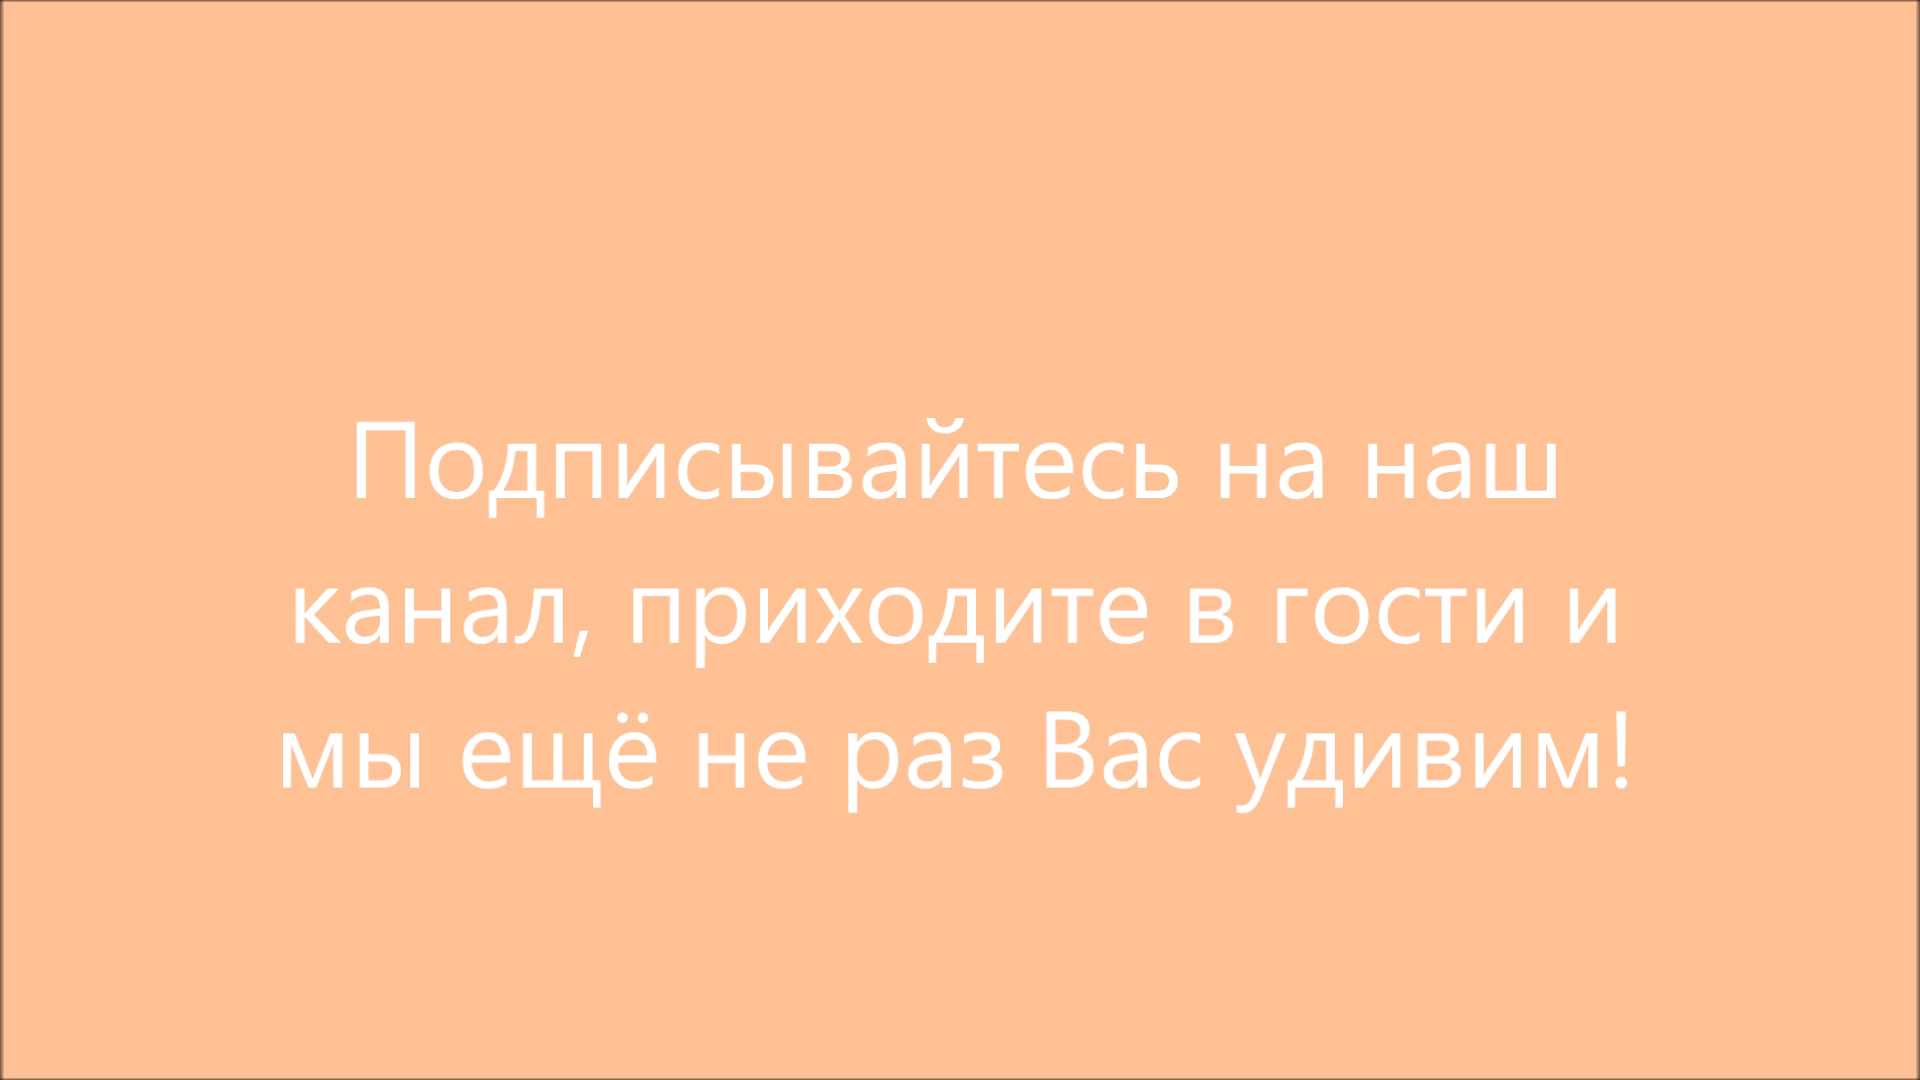 Подписывайтесь на наш
канал, приходите в гости и
мы ещё не раз Вас удивим!